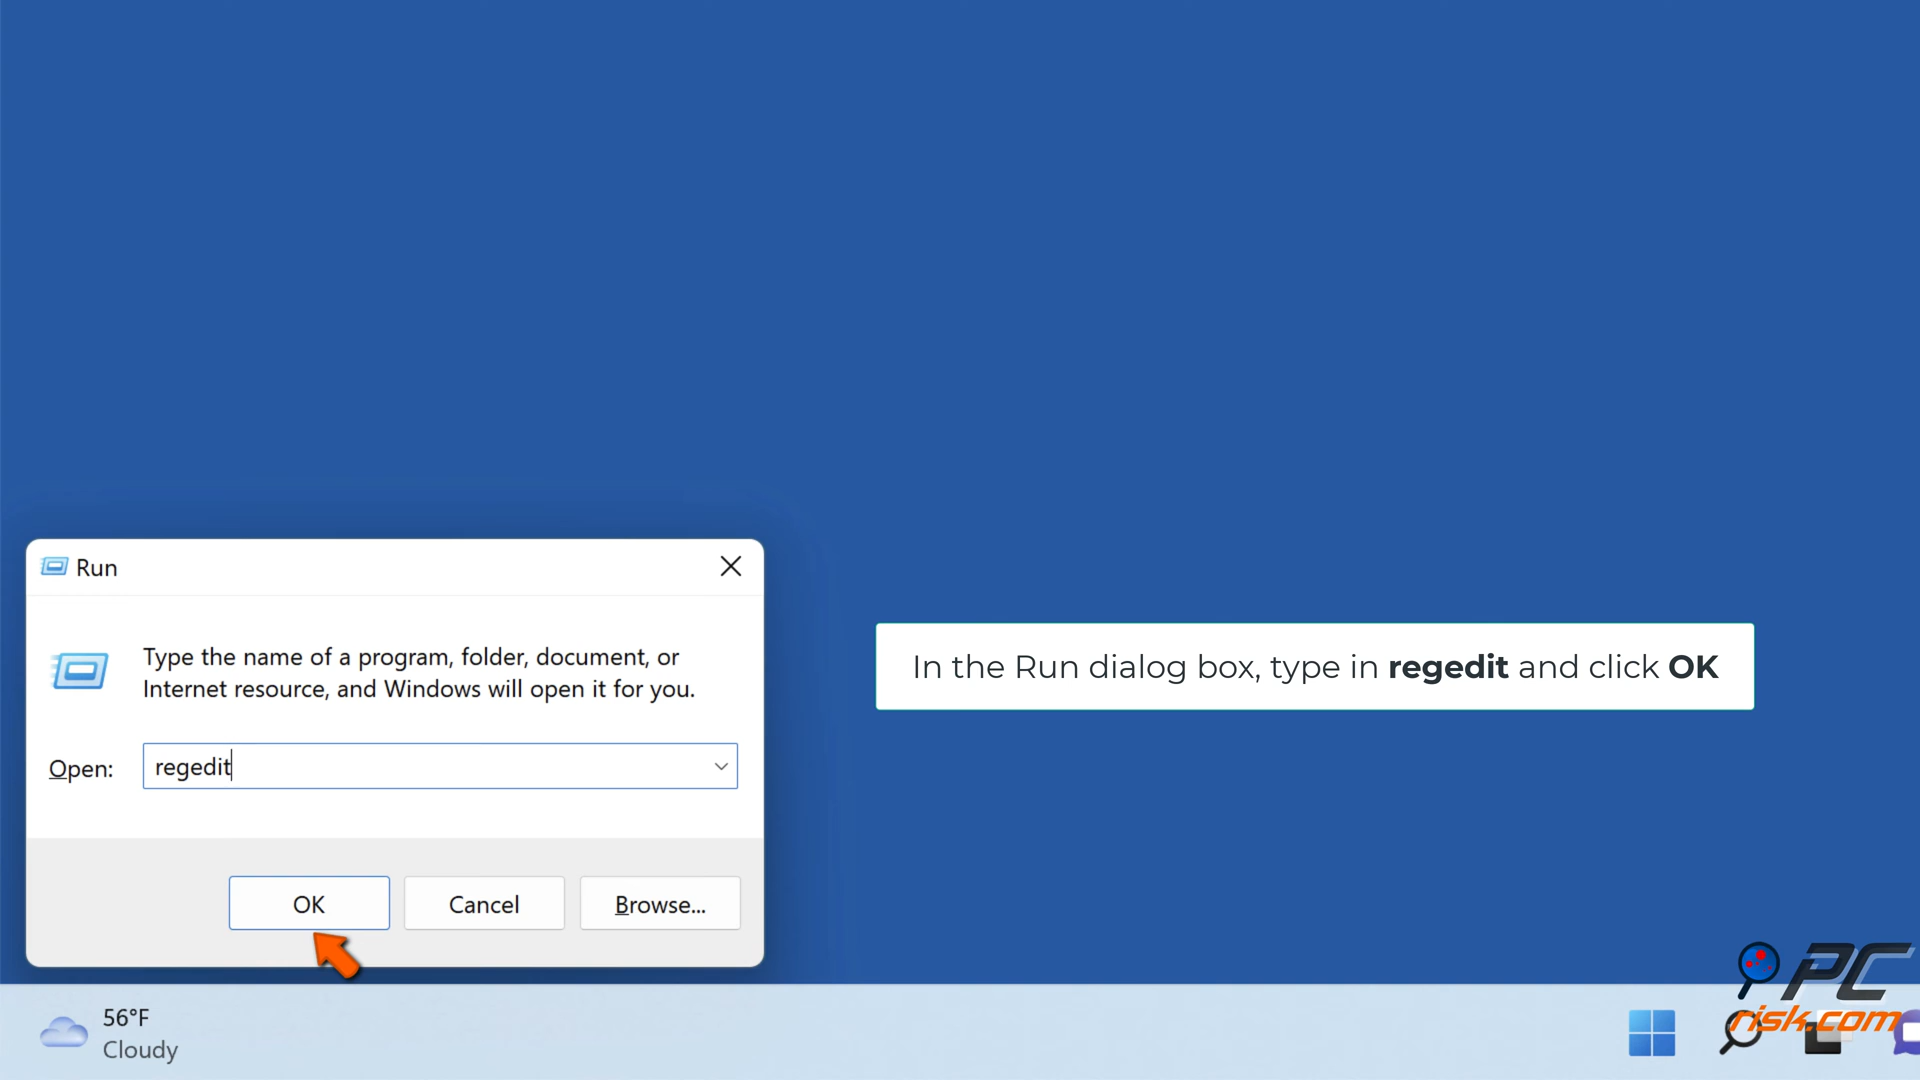 Run
Type the name of a program, folder, document, or
Internet resource, and Windows will open it for you.
Open:
regedit
OK
Cancel
Browse...
In the Run dialog box, type in regedit and click OK
56°F
Cloudy
PC
risk.com